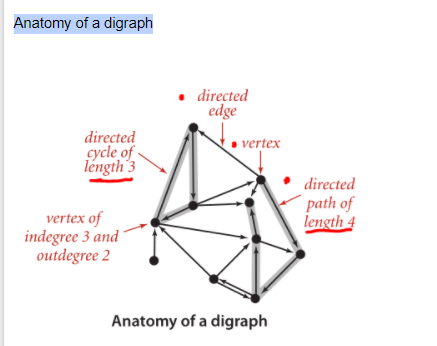 Anatomy of a digraph
directed
edge
vertex
directed
cycle of
length 3
directed
path of
length 4
vertex of
indegree 3 and
outdegree 2
Anatomy of a digraph